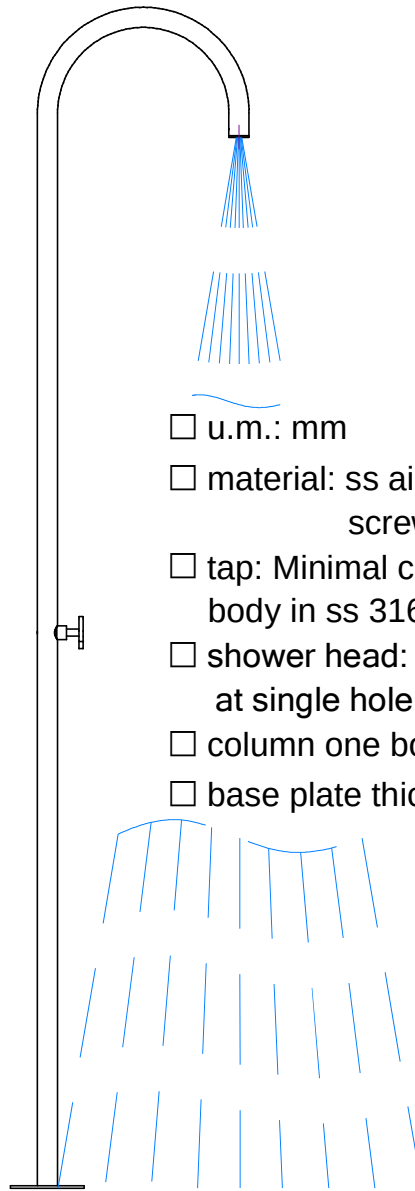 ☐ u.m.: mm
☐ material: ss ai
screw
☐ tap: Minimal c
body in ss 316
☐ shower head:
at single hole
☐ column one bo
☐ base plate thic